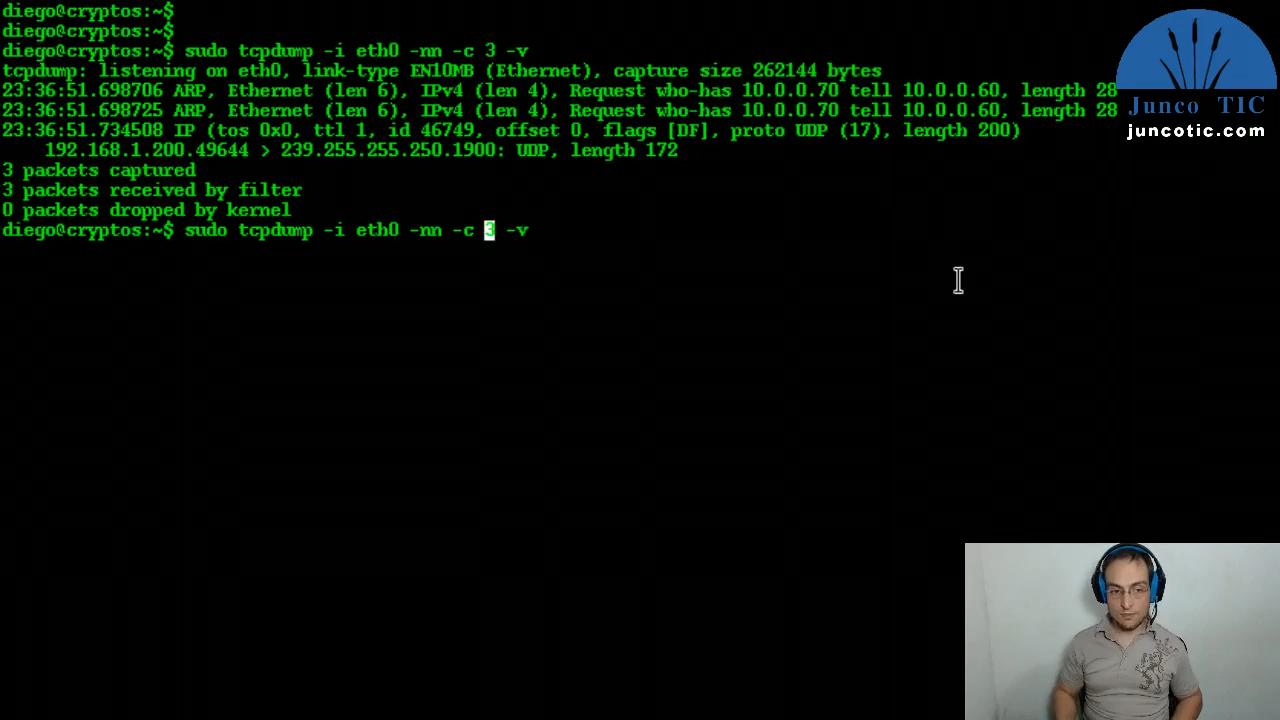 diego@cryptos:~$
diego@cryptos:~$
diego@cryptos:~$ sudo tcpdump -i eth0 -nn -c 3 -v
tcpdump: listening on eth0, link-type EN10MB (Ethernet), capture size 262144 bytes
23:36:51.698706 ARP, Ethernet (len 6), IPv4 (len 4), Request who-has 10.0.0.70 tell 10.0.0.60, length 28
23:36:51.698725 ARP, Ethernet (len 6), IPv4 (len 4), Request who-has 10.0.0.70 tell 10.0.0.60, length 28
23:36:51.734508 IP (tos 0x0, ttl 1, id 46749, offset 0, flags [DF], proto UDP (17), length 200)
    192.168.1.200.49644 > 239.255.255.250.1900: UDP, length 172
3 packets captured
3 packets received by filter
0 packets dropped by kernel
diego@cryptos:~$ sudo tcpdump -i eth0 -nn -c 3 -v
Junco TIC
juncotic.com